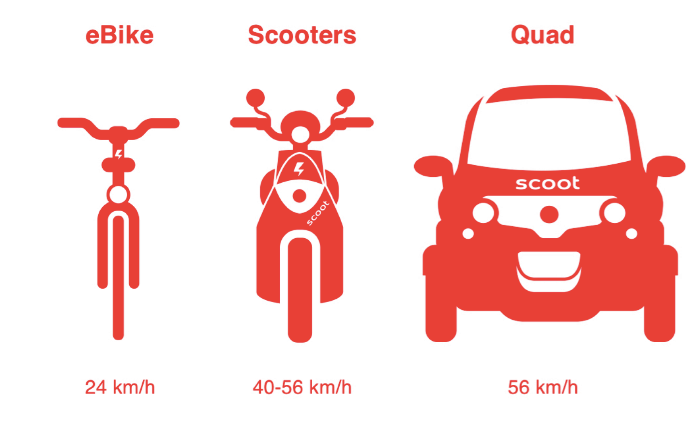 eBike
Scooters
Quad
scoot
scoot
24 km/h
40-56 km/h
56 km/h